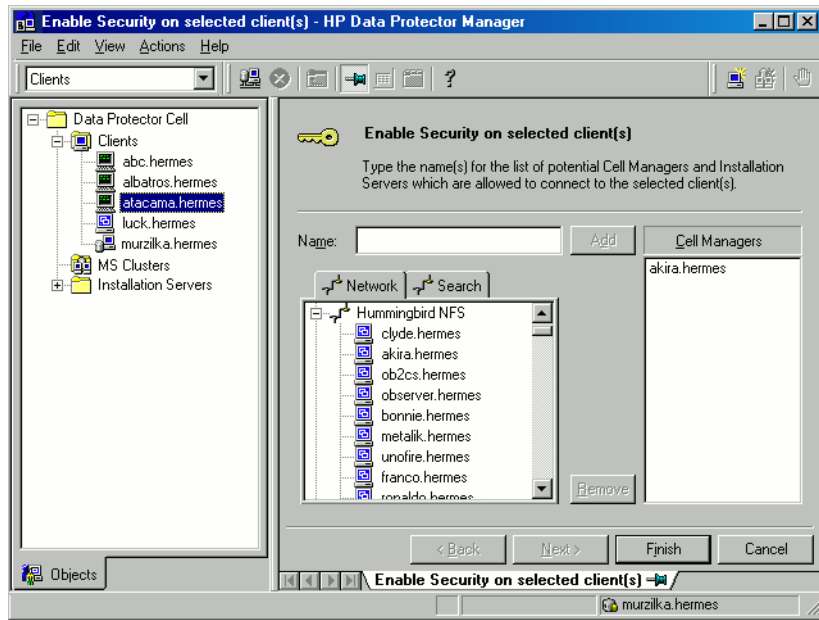 Enable Security on selected client(s) - HP Data Protector Manager
File Edit View Actions Help
Clients
?
Data Protector Cell
Clients
abc.hermes
albatros.hermes
atacama.hermes
luck.hermes
murzilka.hermes
MS Clusters
Installation Servers
Objects
Enable Security on selected client(s)
Type the name(s) for the list of potential Cell Managers and Installation
Servers which are allowed to connect to the selected client(s).
Name:
Add
Cell Managers
akira.hermes
Network
Search
Hummingbird NFS
clyde.hermes
akira.hermes
ob2cs.hermes
observer.hermes
bonnie.hermes
metalik.hermes
unofire.hermes
franco.hermes
ronaldo.hermes
Remove
< Back
Next >
Finish
Cancel
Enable Security on selected client(s)
murzilka.hermes